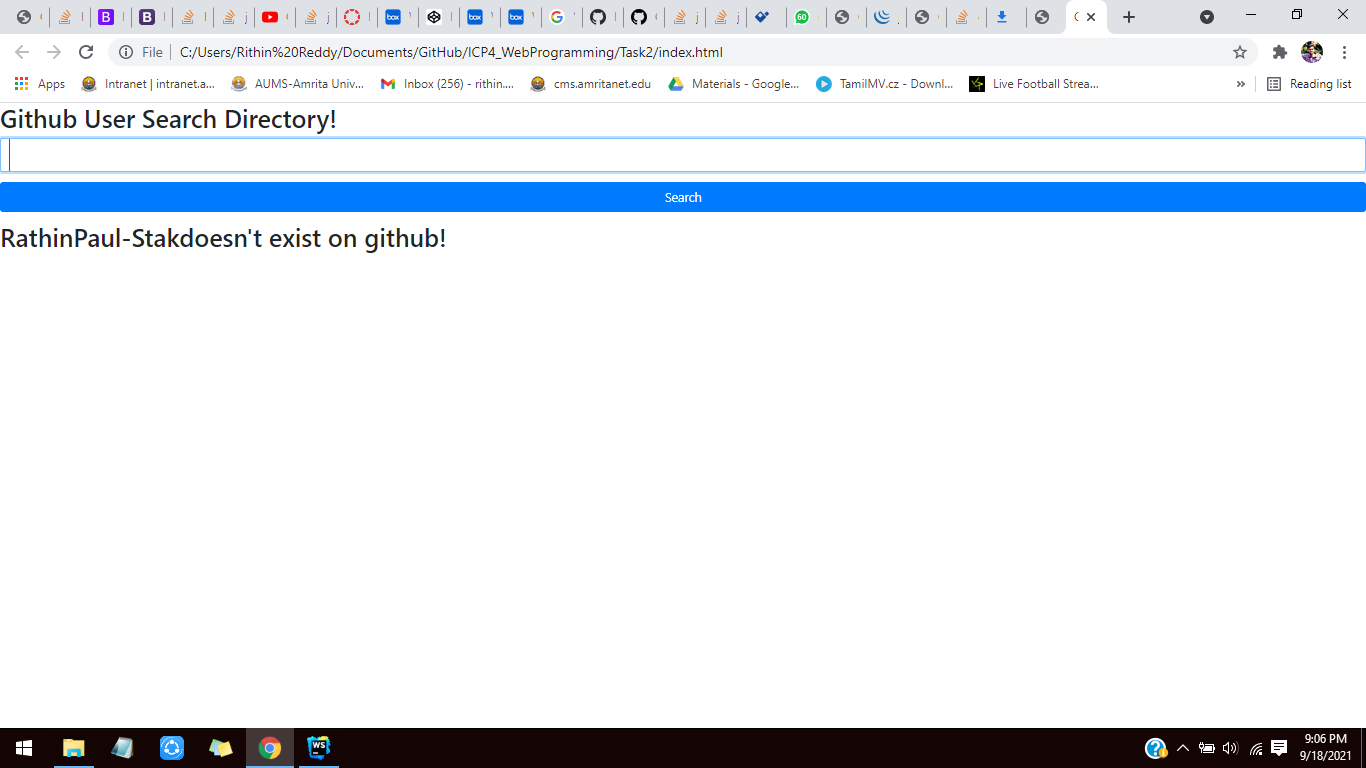 File C:/Users/Rithin%20Reddy/Documents/GitHub/ICP4_WebProgramming/Task2/index.html
Apps Intranet | intranet.a... AUMS-Amrita Univ... Inbox (256) - rithin.... cms.amritanet.edu Materials - Google... TamilMV.cz - Downl... Live Football Strea... » Reading list
Github User Search Directory!
Search
RathinPaul-Stakdoesn't exist on github!
9:06 PM
9/18/2021